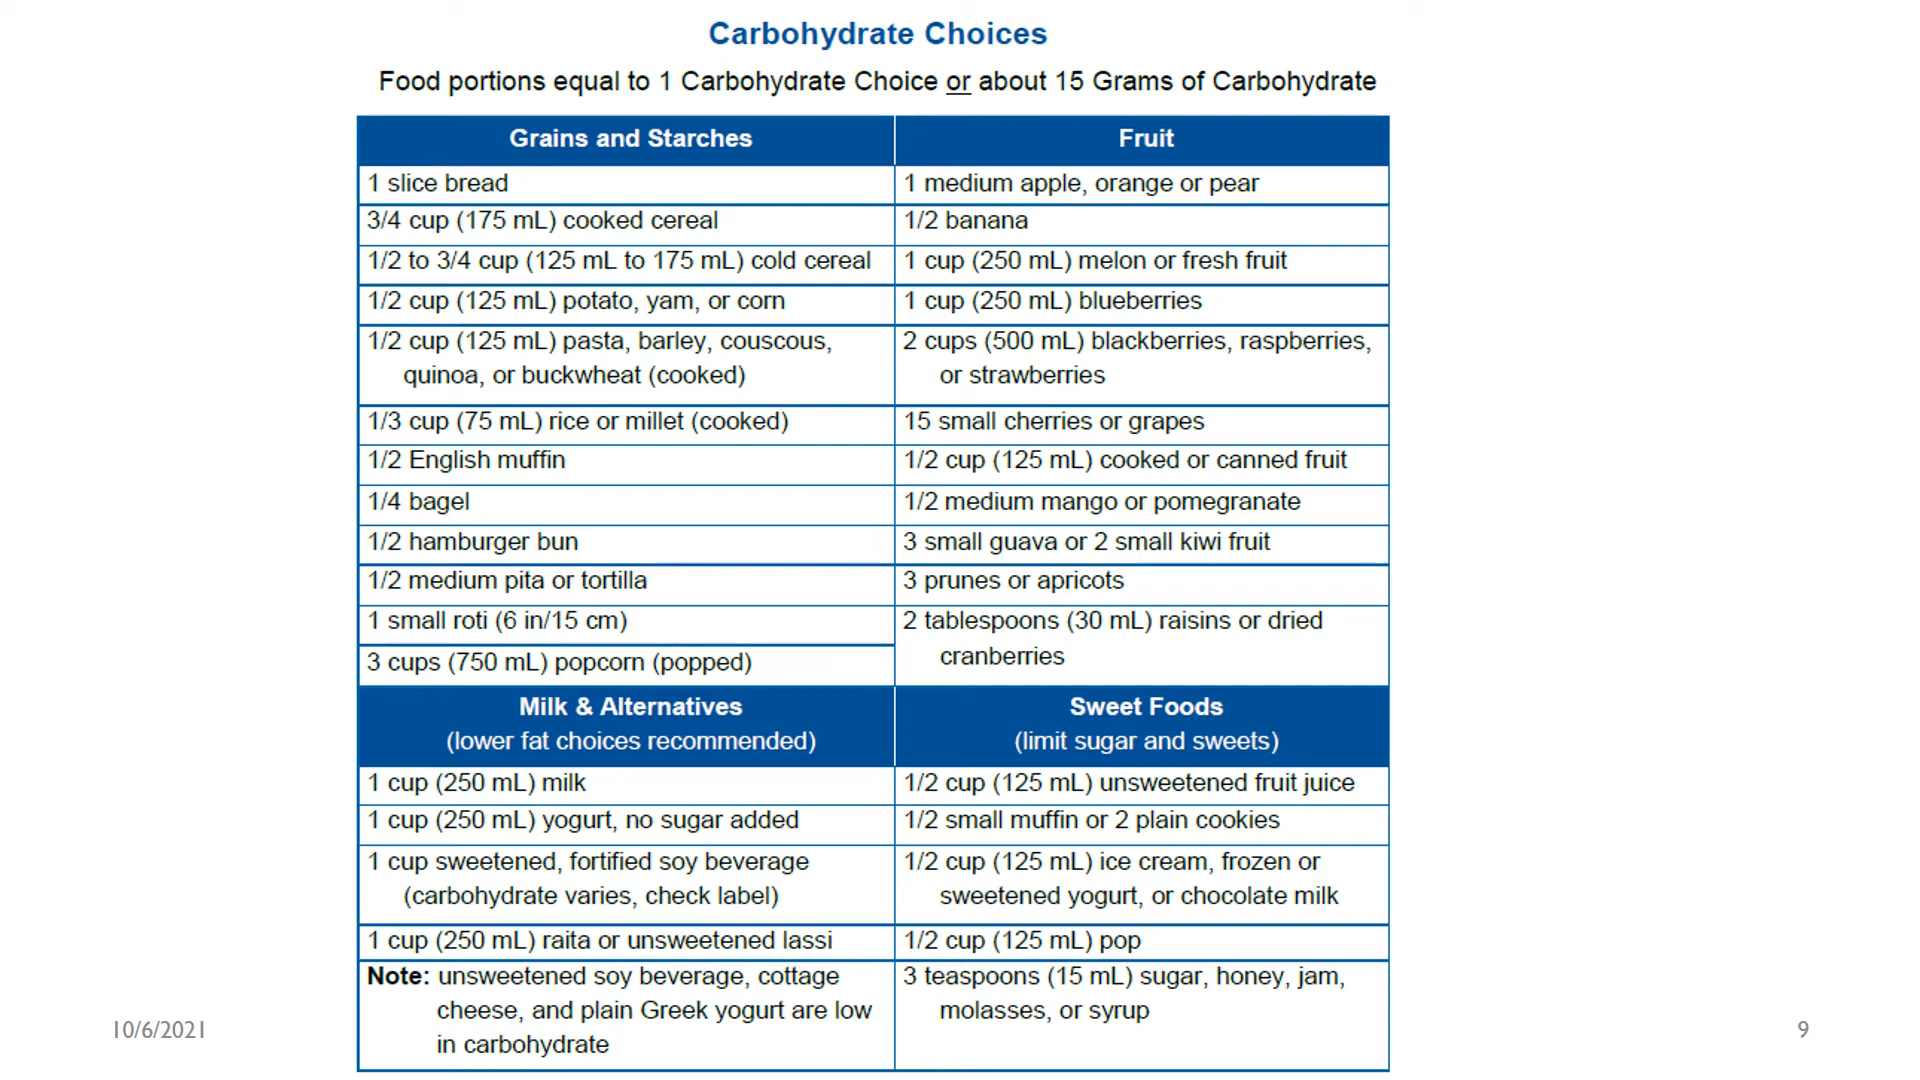 Carbohydrate Choices
Food portions equal to 1 Carbohydrate Choice or about 15 Grams of Carbohydrate
Grains and Starches
1 slice bread
3/4 cup (175 mL) cooked cereal
1/2 to 3/4 cup (125 mL to 175 mL) cold cereal
1/2 cup (125 mL) potato, yam, or corn
1/2 cup (125 mL) pasta, barley, couscous,
quinoa, or buckwheat (cooked)
1/3 cup (75 mL) rice or millet (cooked)
1/2 English muffin
1/4 bagel
1/2 hamburger bun
1/2 medium pita or tortilla
1 small roti (6 in/15 cm)
3 cups (750 mL) popcorn (popped)
Fruit
1 medium apple, orange or pear
1/2 banana
1 cup (250 mL) melon or fresh fruit
1 cup (250 mL) blueberries
2 cups (500 mL) blackberries, raspberries,
or strawberries
15 small cherries or grapes
1/2 cup (125 mL) cooked or canned fruit
1/2 medium mango or pomegranate
3 small guava or 2 small kiwi fruit
3 prunes or apricots
2 tablespoons (30 mL) raisins or dried
cranberries
Milk & Alternatives
(lower fat choices recommended)
1 cup (250 mL) milk
1 cup (250 mL) yogurt, no sugar added
1 cup sweetened, fortified soy beverage
(carbohydrate varies, check label)
1 cup (250 mL) raita or unsweetened lassi
Note: unsweetened soy beverage, cottage
cheese, and plain Greek yogurt are low
in carbohydrate
Sweet Foods
(limit sugar and sweets)
1/2 cup (125 mL) unsweetened fruit juice
1/2 small muffin or 2 plain cookies
1/2 cup (125 mL) ice cream, frozen or
sweetened yogurt, or chocolate milk
1/2 cup (125 mL) pop
3 teaspoons (15 mL) sugar, honey, jam,
molasses, or syrup
10/6/2021
9